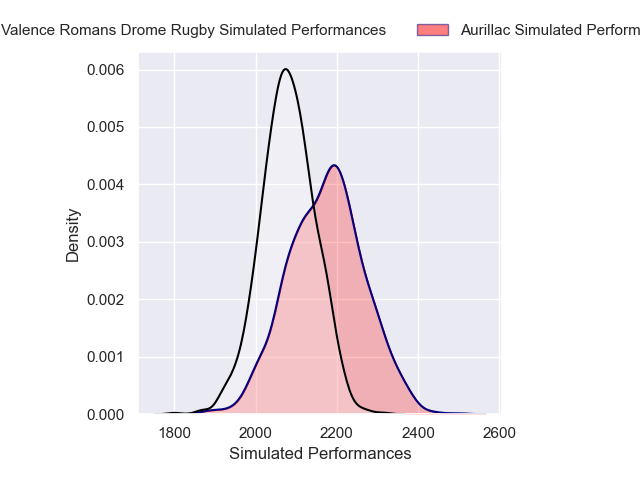 Valence Romans Drome Rugby Simulated Performances
Aurillac Simulated Perform
0.006
0.005
0.004
0.003
0.002
0.001
0.000
Density
1800 2000 2200 2400 2600
Simulated Performances